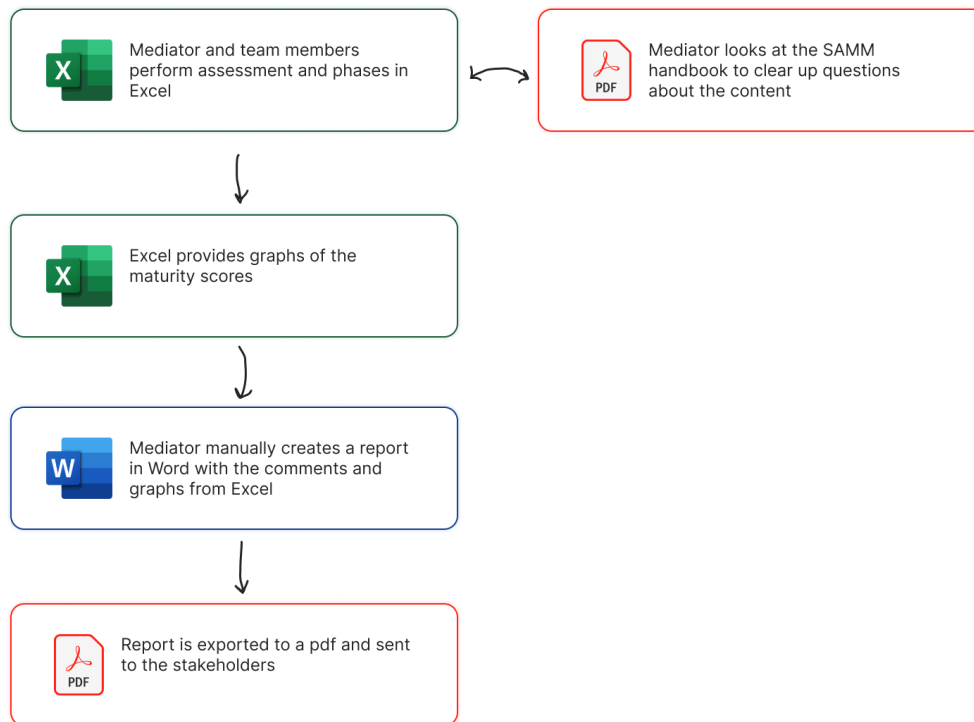 X
Mediator and team members
perform assessment and phases in
Excel
PDF
Mediator looks at the SAMM
handbook to clear up questions
about the content
X
Excel provides graphs of the
maturity scores
W
Mediator manually creates a report
in Word with the comments and
graphs from Excel
PDF
Report is exported to a pdf and sent
to the stakeholders